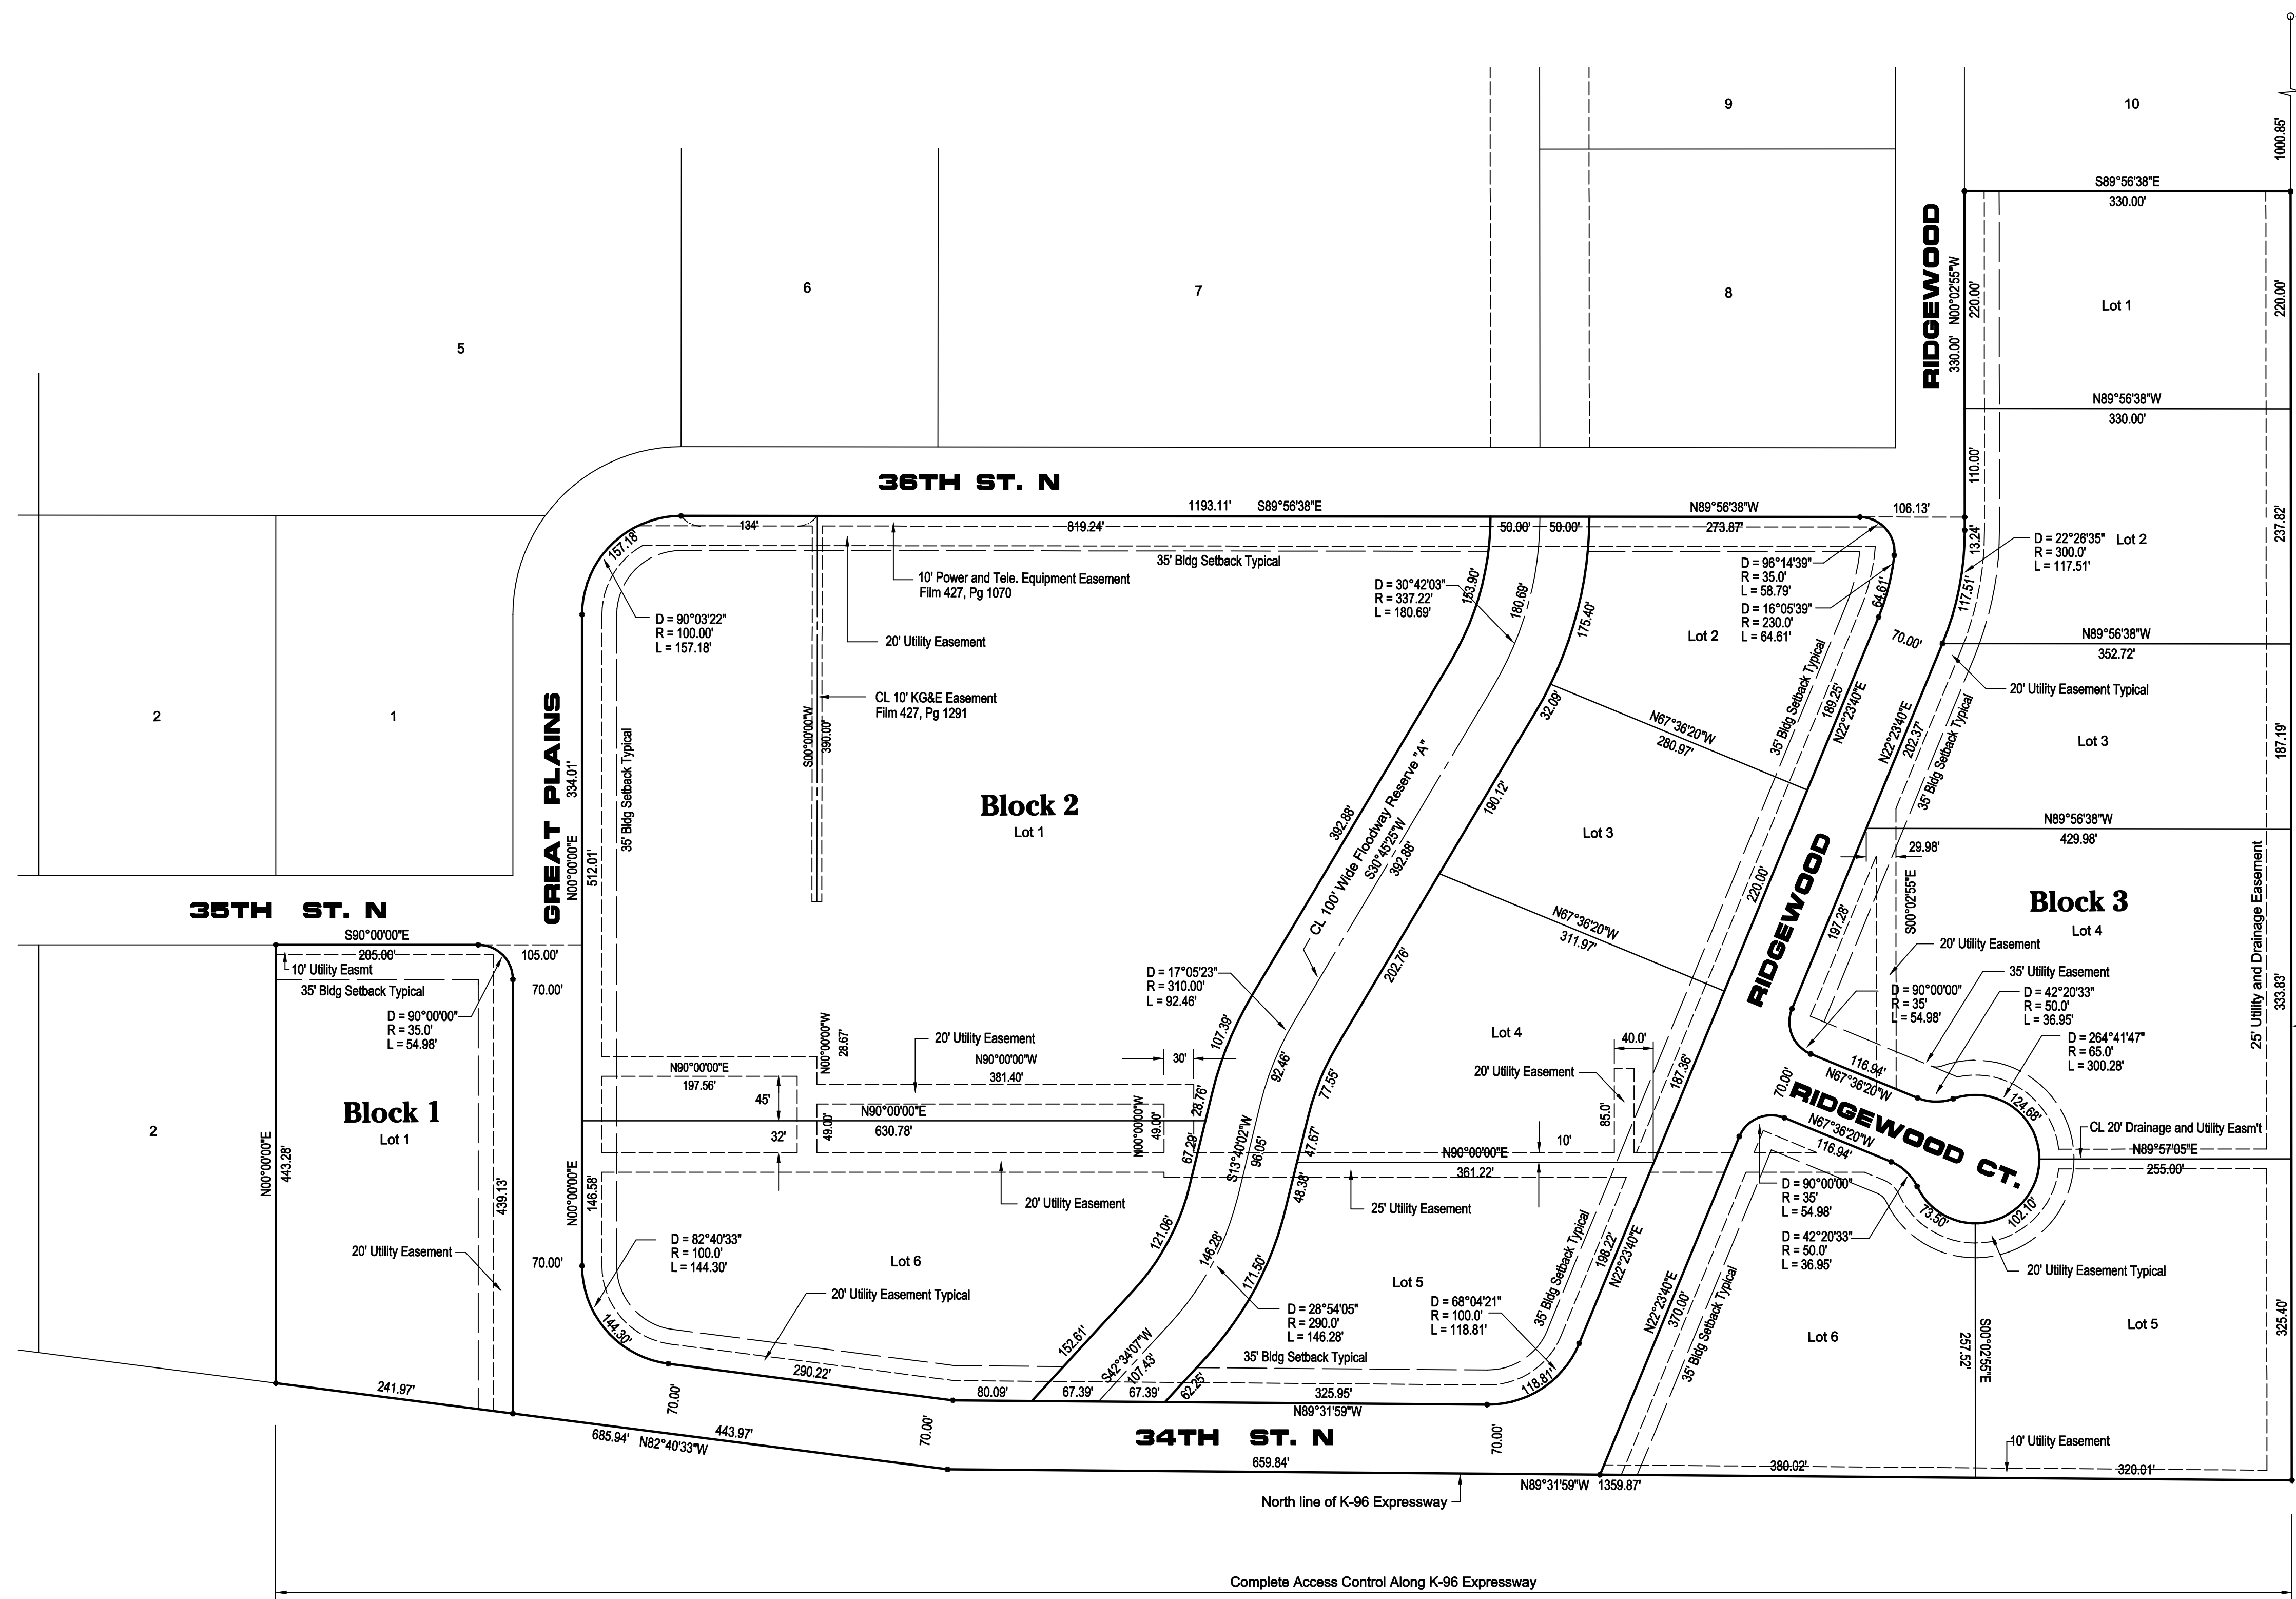 9
10
1000.85'
S89°56'38"E
330.00'
6
7
8
5
RIDGEWOOD
330.00' N00°02'55"W
220.00'
Lot 1
220.00'
N89°56'38"W
330.00'
110.00'
36TH ST. N
1193.11' S89°56'38"E
N89°56'38"W
106.13'
134'
819.24'
50.00'
50.00'
273.87'
13.24'
237.82'
157.18'
35' Bldg Setback Typical
D = 22°26'35"
R = 300.0'
L = 117.51'
Lot 2
10' Power and Tele. Equipment Easement
Film 427, Pg 1070
D = 30°42'03"
R = 337.22'
L = 180.69'
153.90'
180.69'
175.40'
D = 96°14'39"
R = 35.0'
L = 58.79'
D = 16°05'39"
R = 230.0'
L = 64.61'
64.61'
117.51'
D = 90°03'22"
R = 100.00'
L = 157.18'
20' Utility Easement
Lot 2
70.00'
N89°56'38"W
352.72'
CL 10' KG&E Easement
Film 427, Pg 1291
S00°00'00"W
390.00'
32.09'
N67°36'20"W
280.97'
35' Bldg Setback Typical
189.25'
N22°23'40"E
N22°23'40"E
202.37'
35' Bldg Setback Typical
20' Utility Easement Typical
Lot 3
187.19'
2
1
GREAT PLAINS
334.01'
N00°00'00"E
512.01'
35' Bldg Setback Typical
Block 2
Lot 1
392.88'
CL 100' Wide Floodway Reserve "A"
S30°45'25"W
392.88'
190.12'
Lot 3
N89°56'38"W
429.98'
29.98'
RIDGEWOOD
220.00'
197.28'
S00°02'55"E
Block 3
Lot 4
25' Utility and Drainage Easement
333.83'
35TH ST. N
S90°00'00"E
205.00'
105.00'
10' Utility Easmt
35' Bldg Setback Typical
70.00'
D = 90°00'00"
R = 35.0'
L = 54.98'
N67°36'20"W
311.97'
202.76'
D = 17°05'23"
R = 310.00'
L = 92.46'
107.39'
92.46'
77.55'
20' Utility Easement
35' Utility Easement
D = 90°00'00"
R = 35'
L = 54.98'
D = 42°20'33"
R = 50.0'
L = 36.95'
D = 264°41'47"
R = 65.0'
L = 300.28'
N00°00'00"W
28.67'
20' Utility Easement
N90°00'00"W
381.40'
30'
Lot 4
40.0'
20' Utility Easement
187.36'
85.0'
10'
N90°00'00"E
197.56'
45'
32'
49.00'
N90°00'00"E
630.78'
N00°00'00"W
49.00'
28.76'
67.29'
S13°40'02"W
96.05'
47.67'
48.38'
N90°00'00"E
361.22'
70.00'
116.94'
N67°36'20"W
RIDGEWOOD CT.
N67°36'20"W
116.94'
124.68'
CL 20' Drainage and Utility Easm't
N89°57'05"E
255.00'
Block 1
Lot 1
2
N00°00'00"E
443.28'
439.13'
20' Utility Easement
N00°00'00"E
146.58'
70.00'
20' Utility Easement
25' Utility Easement
D = 90°00'00"
R = 35'
L = 54.98'
D = 42°20'33"
R = 50.0'
L = 36.95'
73.50'
102.10'
20' Utility Easement Typical
D = 82°40'33"
R = 100.0'
L = 144.30'
Lot 6
20' Utility Easement Typical
121.06'
146.28'
171.50'
D = 28°54'05"
R = 290.0'
L = 146.28'
Lot 5
D = 68°04'21"
R = 100.0'
L = 118.81'
35' Bldg Setback Typical
198.22'
N22°23'40"E
N22°23'40"E
370.00'
35' Bldg Setback Typical
Lot 6
S00°02'55"E
257.52'
Lot 5
325.40'
144.30'
290.22'
152.61'
S42°34'07"W
107.43'
62.25'
35' Bldg Setback Typical
118.81'
241.97'
70.00'
80.09'
67.39'
67.39'
325.95'
N89°31'59"W
70.00'
70.00'
685.94' N82°40'33"W
443.97'
34TH ST. N
659.84'
10' Utility Easement
380.02'
320.01'
N89°31'59"W 1359.87'
North line of K-96 Expressway
Complete Access Control Along K-96 Expressway